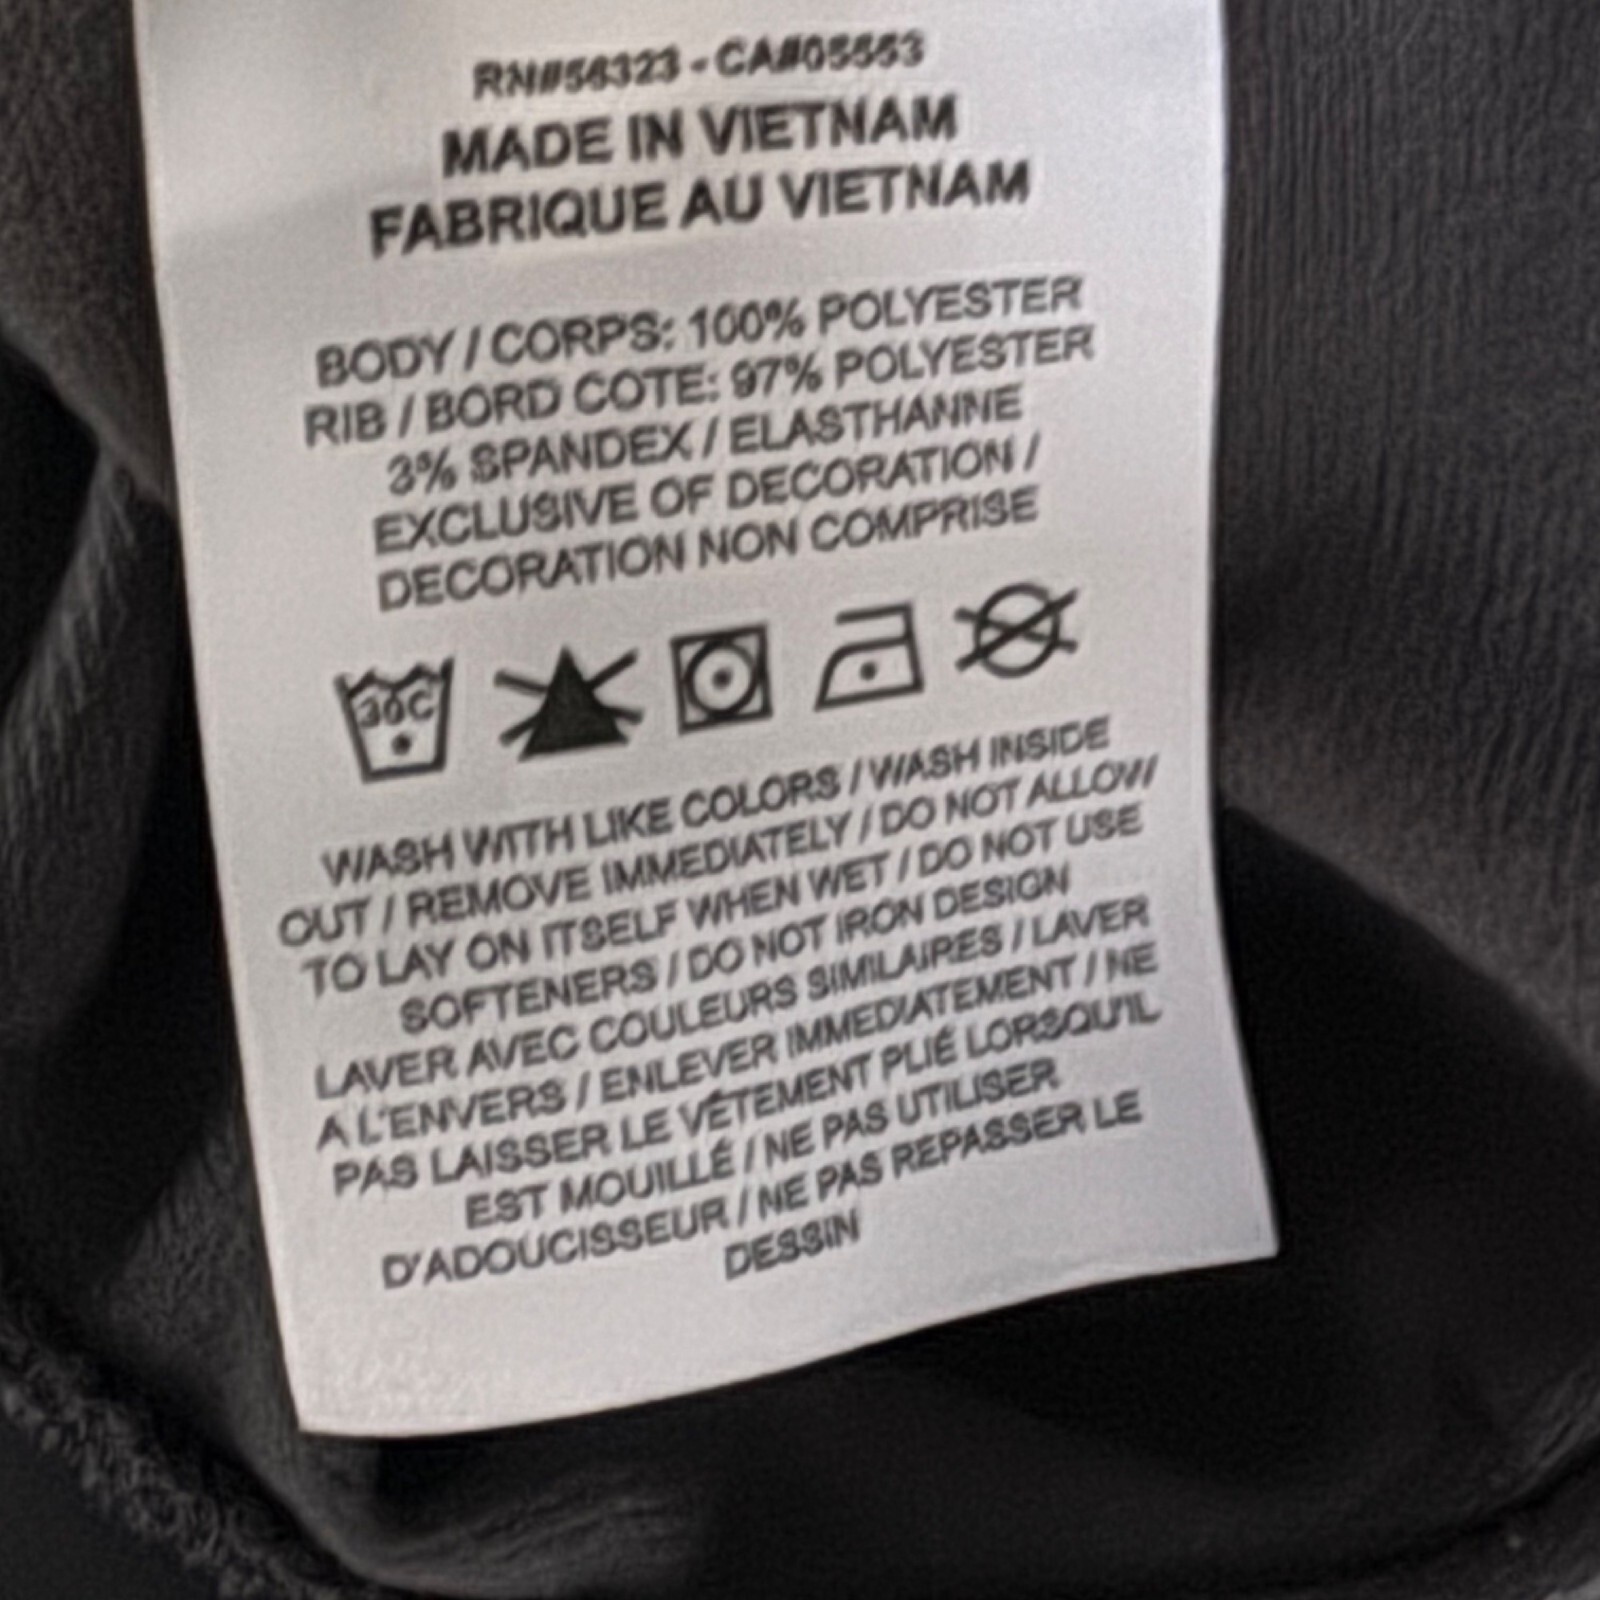 RN#56323 - CA#05553
MADE IN VIETNAM
FABRIQUE AU VIETNAM
BODY / CORPS: 100% POLYESTER
RIB / BORD COTE: 97% POLYESTER
3% SPANDEX / ELASTHANNE
EXCLUSIVE OF DECORATION /
DECORATION NON COMPRISE
30C
WASH WITH LIKE COLORS / WASH INSIDE
OUT / REMOVE IMMEDIATELY / DO NOT ALLOW
TO LAY ON ITSELF WHEN WET / DO NOT USE
SOFTENERS / DO NOT IRON DESIGN
LAVER AVEC COULEURS SIMILAIRES / LAVER
A L'ENVERS / ENLEVER IMMEDIATEMENT / NE
PAS LAISSER LE VÊTEMENT PLIÉ LORSQU'IL
EST MOUILLÉ / NE PAS UTILISER
D'ADOUCISSEUR / NE PAS REPASSER LE
DESSIN